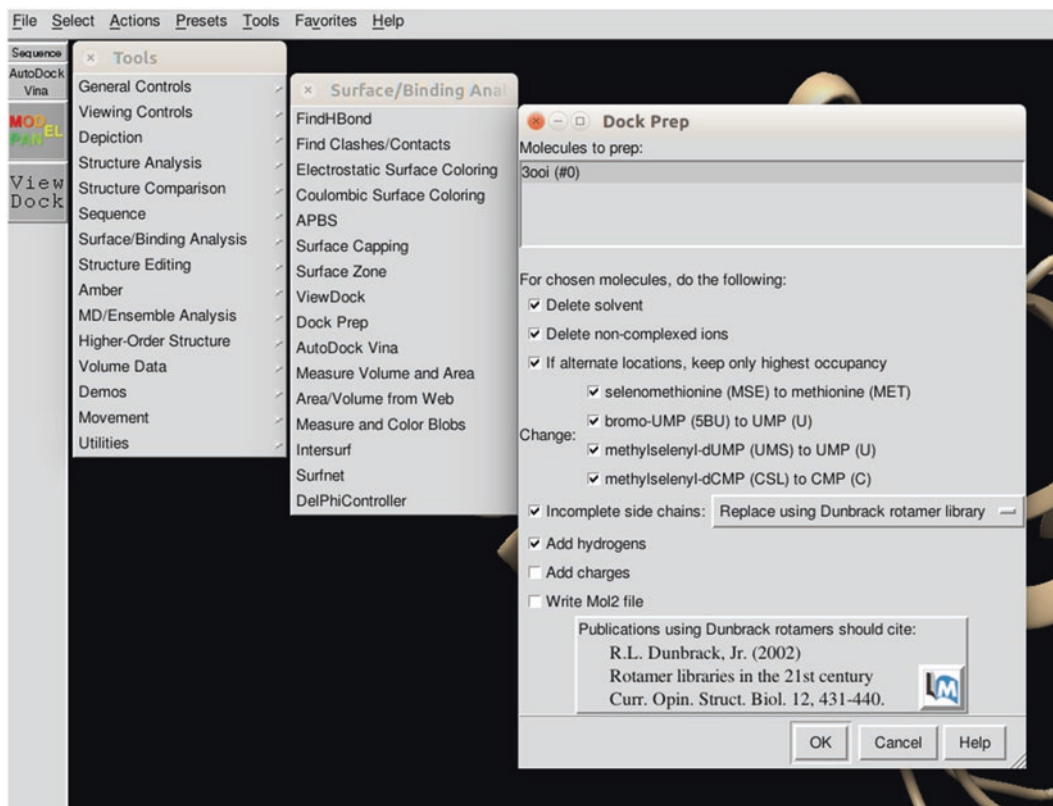 File Select Actions Presets Tools Favorites Help
Sequence
AutoDock
Vina
MODEL
PANEL
View
Dock
Tools
General Controls
Viewing Controls
Depiction
Structure Analysis
Structure Comparison
Sequence
Surface/Binding Analysis
Structure Editing
Amber
MD/Ensemble Analysis
Higher-Order Structure
Volume Data
Demos
Movement
Utilities
Surface/Binding Anal
FindHBond
Find Clashes/Contacts
Electrostatic Surface Coloring
Coulombic Surface Coloring
APBS
Surface Capping
Surface Zone
ViewDock
Dock Prep
AutoDock Vina
Measure Volume and Area
Area/Volume from Web
Measure and Color Blobs
Intersurf
Surfnet
DelPhiController
Dock Prep
Molecules to prep:
3ooi (#0)
For chosen molecules, do the following:
Delete solvent
Delete non-complexed ions
If alternate locations, keep only highest occupancy
selenomethionine (MSE) to methionine (MET)
bromo-UMP (5BU) to UMP (U)
Change:
methylselenyl-dUMP (UMS) to UMP (U)
methylselenyl-dCMP (CSL) to CMP (C)
Incomplete side chains: Replace using Dunbrack rotamer library
Add hydrogens
Add charges
Write Mol2 file
Publications using Dunbrack rotamers should cite:
R.L. Dunbrack, Jr. (2002)
Rotamer libraries in the 21st century
Curr. Opin. Struct. Biol. 12, 431-440.
OK Cancel Help